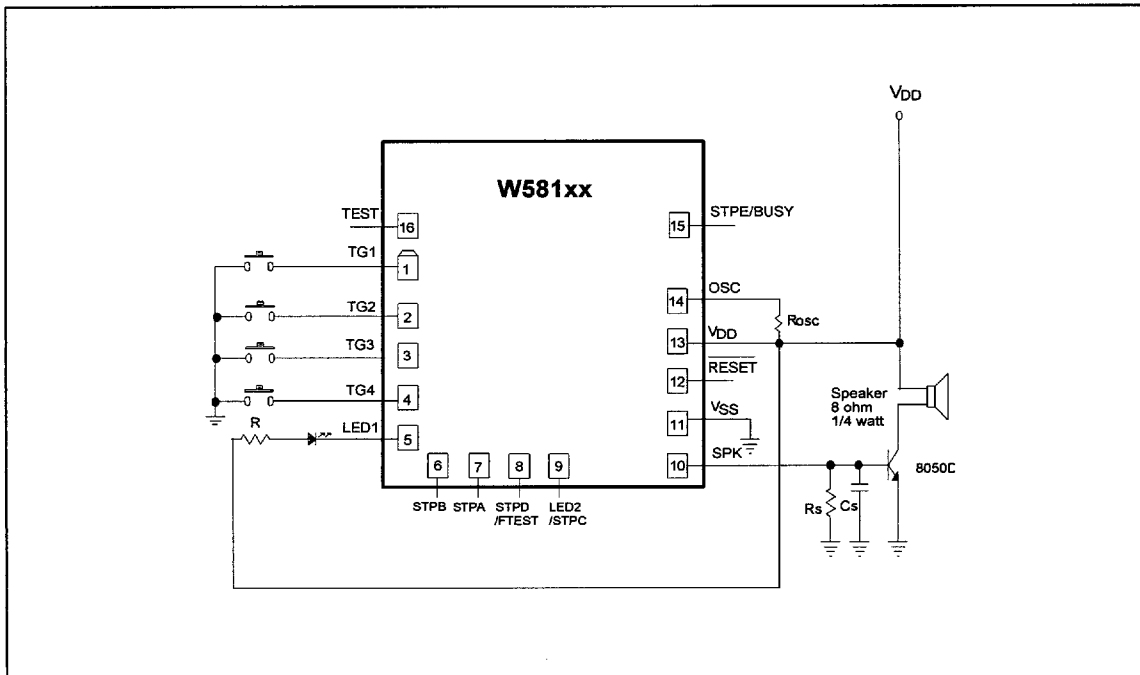 VDD
W581xx
TEST
16
15
STPE/BUSY
TG1
1
TG2
2
14
OSC
Rosc
TG3
3
13
VDD
12
RESET
TG4
4
Speaker
8 ohm
1/4 watt
11
VSS
R
LED1
5
10
SPK
8050D
6
7
8
9
STPB
STPA
STPD
/FTEST
LED2
/STPC
Rs
Cs